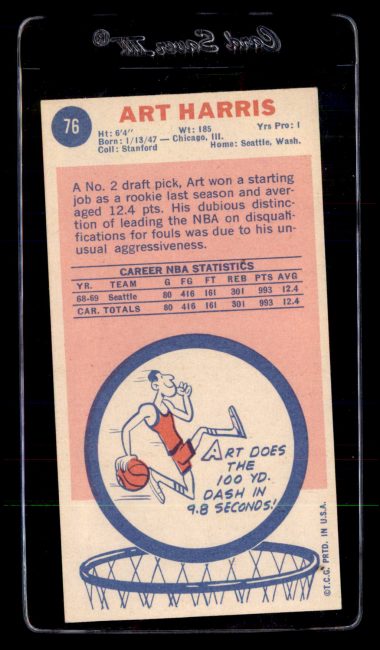 Card Saver III ®
76
ART HARRIS
Ht: 6'4" Wt: 185 Yrs Pro: 1
Born: 1/13/47 — Chicago, Ill.
Coll: Stanford Home: Seattle, Wash.
A No. 2 draft pick, Art won a starting
job as a rookie last season and aver-
aged 12.4 pts. His dubious distinc-
tion of leading the NBA on disquali-
fications for fouls was due to his un-
usual aggressiveness.
CAREER NBA STATISTICS
YR. TEAM G FG FT REB PTS AVG
68-69 Seattle 80 416 161 301 993 12.4
CAR. TOTALS 80 416 161 301 993 12.4
ART DOES
THE
100 YD.
DASH IN
9.8 SECONDS!
©T.C.G. PRTD. IN U.S.A.